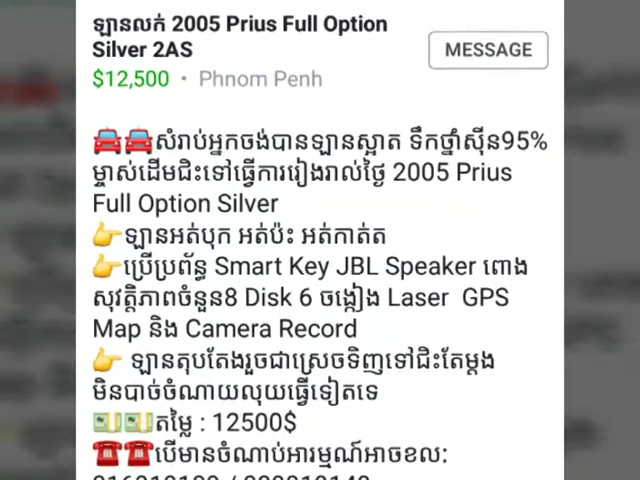 ឡានលក់ 2005 Prius Full Option
Silver 2AS
MESSAGE
$12,500 • Phnom Penh
🚘🚘សំរាប់អ្នកចង់បានឡានស្អាត ទឹកថ្នាំស៊ីន95%
ម្ចាស់ដើមជិះទៅធ្វើការរៀងរាល់ថ្ងៃ 2005 Prius
Full Option Silver
👉ឡានអត់បុក អត់ប៉ះ អត់កាត់ត
👉ប្រើប្រព័ន្ធ Smart Key JBL Speaker ពោង
សុវត្តិភាពចំនួន8 Disk 6 ចង្កៀង Laser GPS
Map និង Camera Record
👉 ឡានតុបតែងរួចជាស្រេចទិញទៅជិះតែម្តង
មិនបាច់ចំណាយលុយធ្វើទៀតទេ
💵💵តម្លៃ : 12500$
☎️☎️បើមានចំណាប់អារម្មណ៍អាចខល: